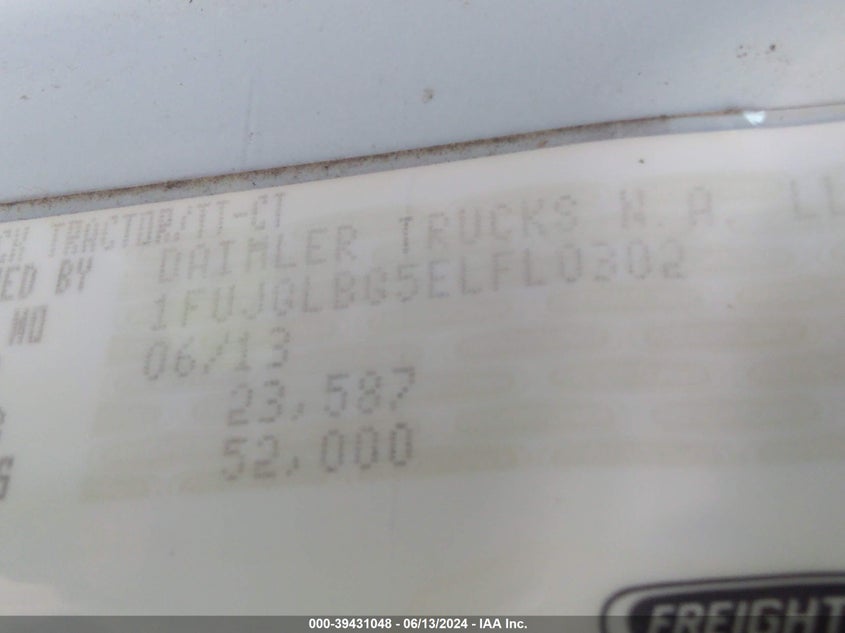 CK TRACTOR/TT-CT
ED BY DAIMLER TRUCKS N.A. LL
NO 1FUJGLBG5ELFL0302
06/13
23,587
52,000
FREIGHT
000-39431048 - 06/13/2024 - IAA Inc.